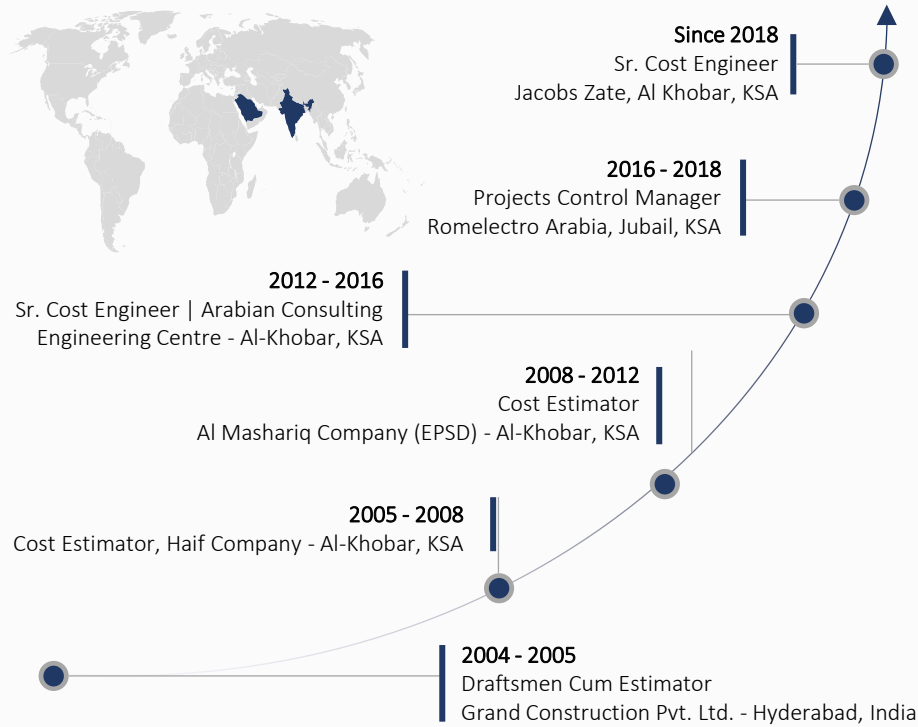 Since 2018
Sr. Cost Engineer
Jacobs Zate, Al Khobar, KSA
2016 - 2018
Projects Control Manager
Romelectro Arabia, Jubail, KSA
2012 - 2016
Sr. Cost Engineer | Arabian Consulting
Engineering Centre - Al-Khobar, KSA
2008 - 2012
Cost Estimator
Al Mashariq Company (EPSD) - Al-Khobar, KSA
2005 - 2008
Cost Estimator, Haif Company - Al-Khobar, KSA
2004 - 2005
Draftsmen Cum Estimator
Grand Construction Pvt. Ltd. - Hyderabad, India